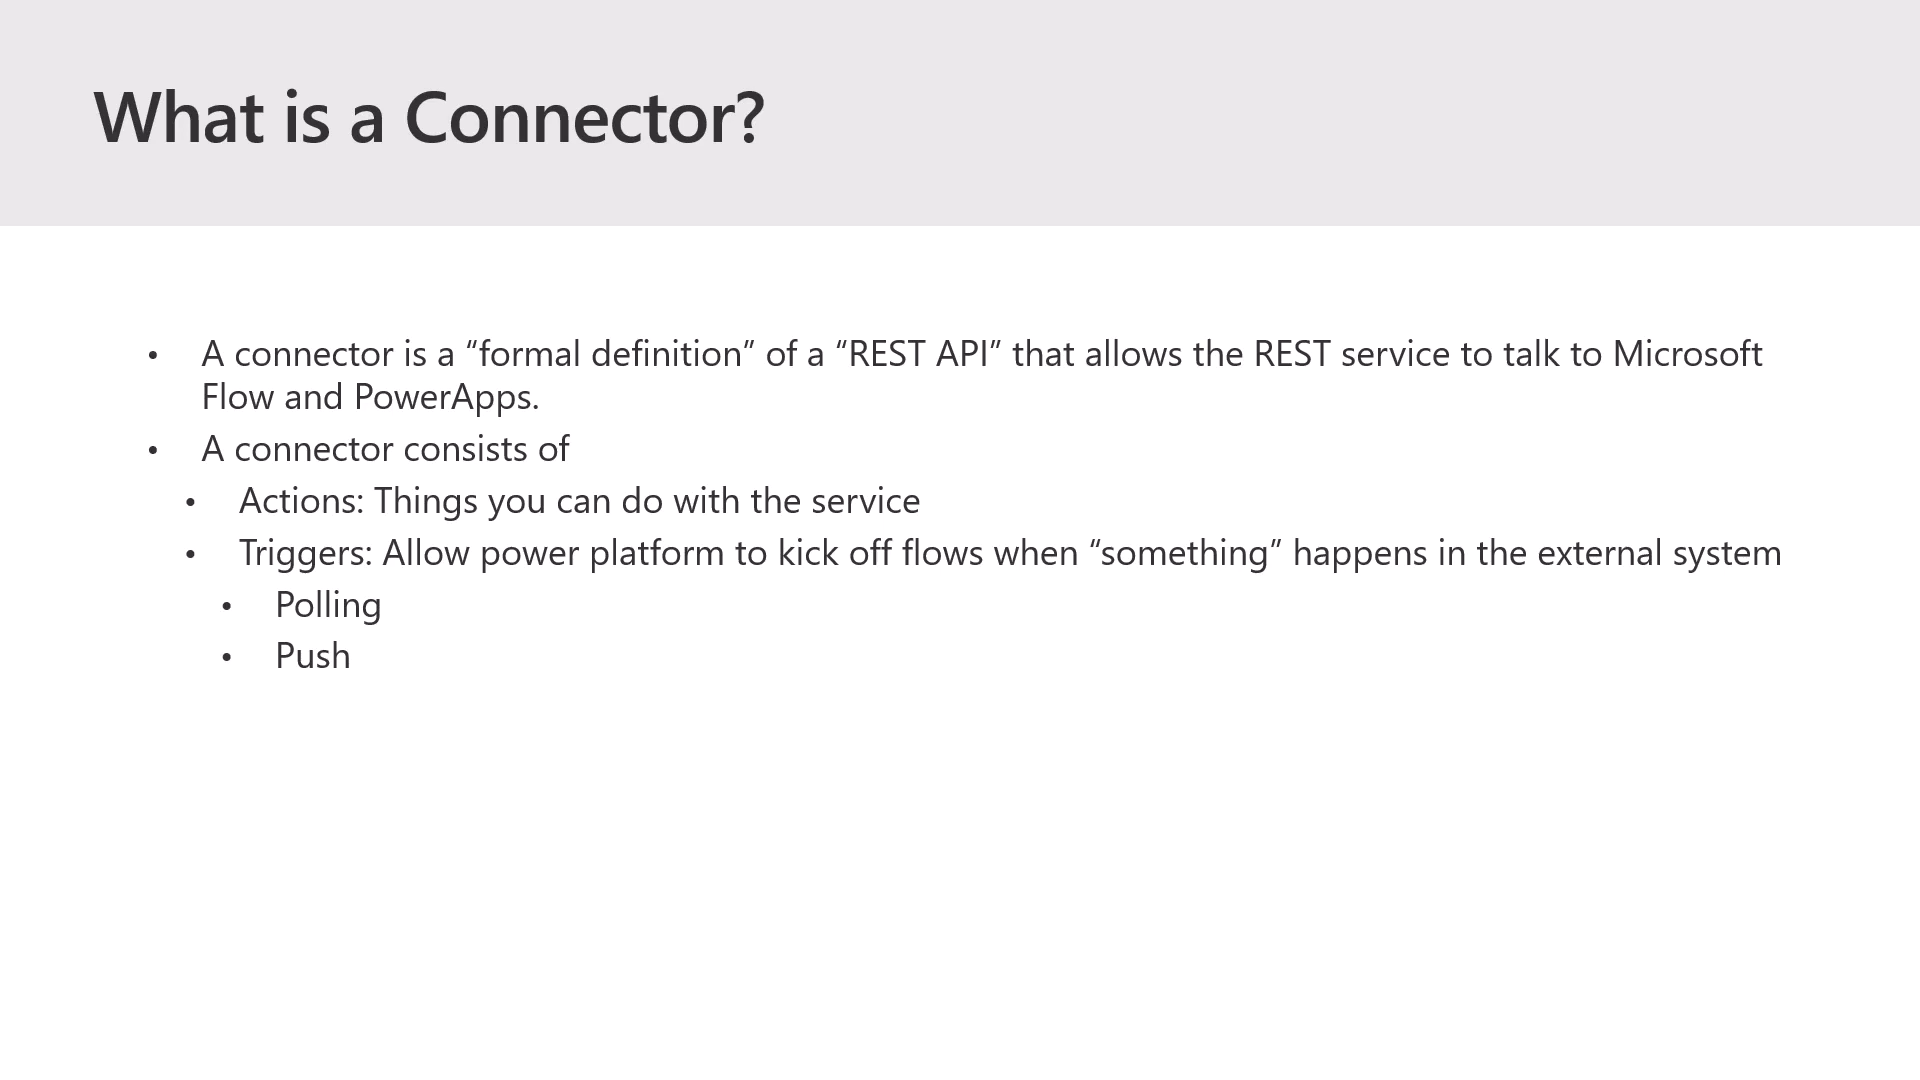 What is a Connector?
• A connector is a “formal definition” of a “REST API” that allows the REST service to talk to Microsoft
Flow and PowerApps.
• A connector consists of
• Actions: Things you can do with the service
• Triggers: Allow power platform to kick off flows when “something” happens in the external system
• Polling
• Push